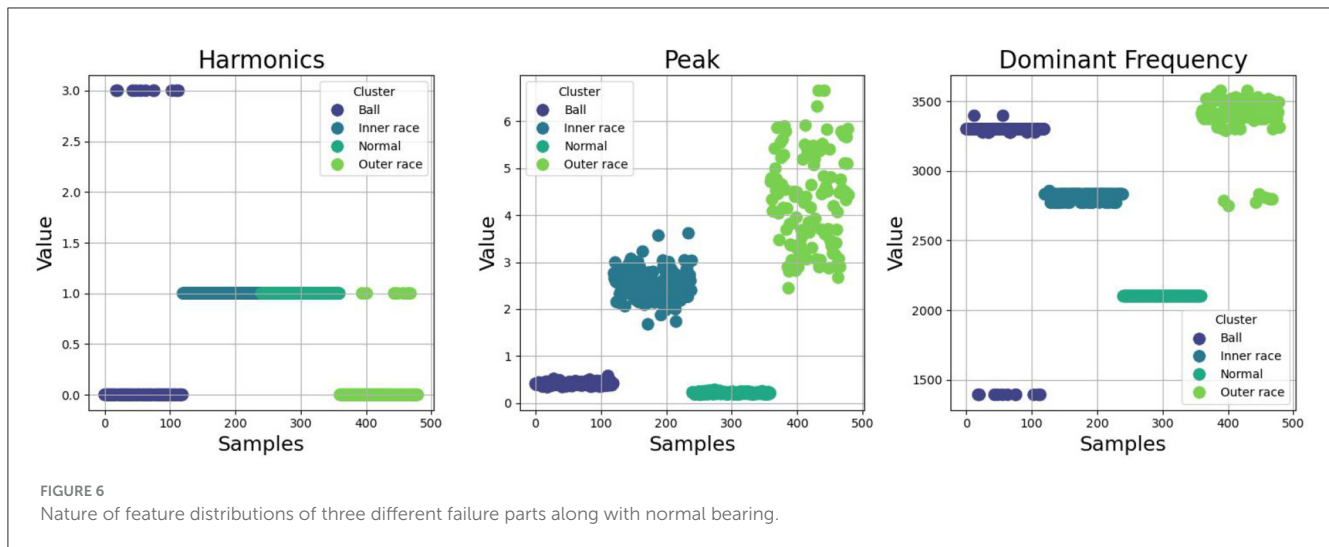 Harmonics
3.0
2.5
2.0
1.5
1.0
0.5
0.0
Value
0
100
200
300
400
500
Samples
Cluster
Ball
Inner race
Normal
Outer race
Peak
6
5
4
3
2
1
0
Value
0
100
200
300
400
500
Samples
Cluster
Ball
Inner race
Normal
Outer race
Dominant Frequency
3500
3000
2500
2000
1500
Value
0
100
200
300
400
500
Samples
Cluster
Ball
Inner race
Normal
Outer race
FIGURE 6
Nature of feature distributions of three different failure parts along with normal bearing.